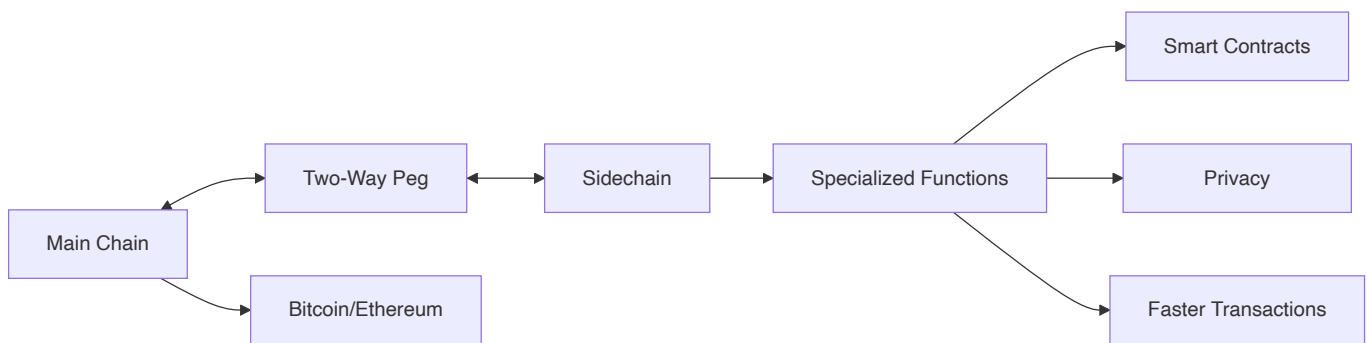 Main Chain
Two-Way Peg
Bitcoin/Ethereum
Sidechain
Specialized Functions
Smart Contracts
Privacy
Faster Transactions